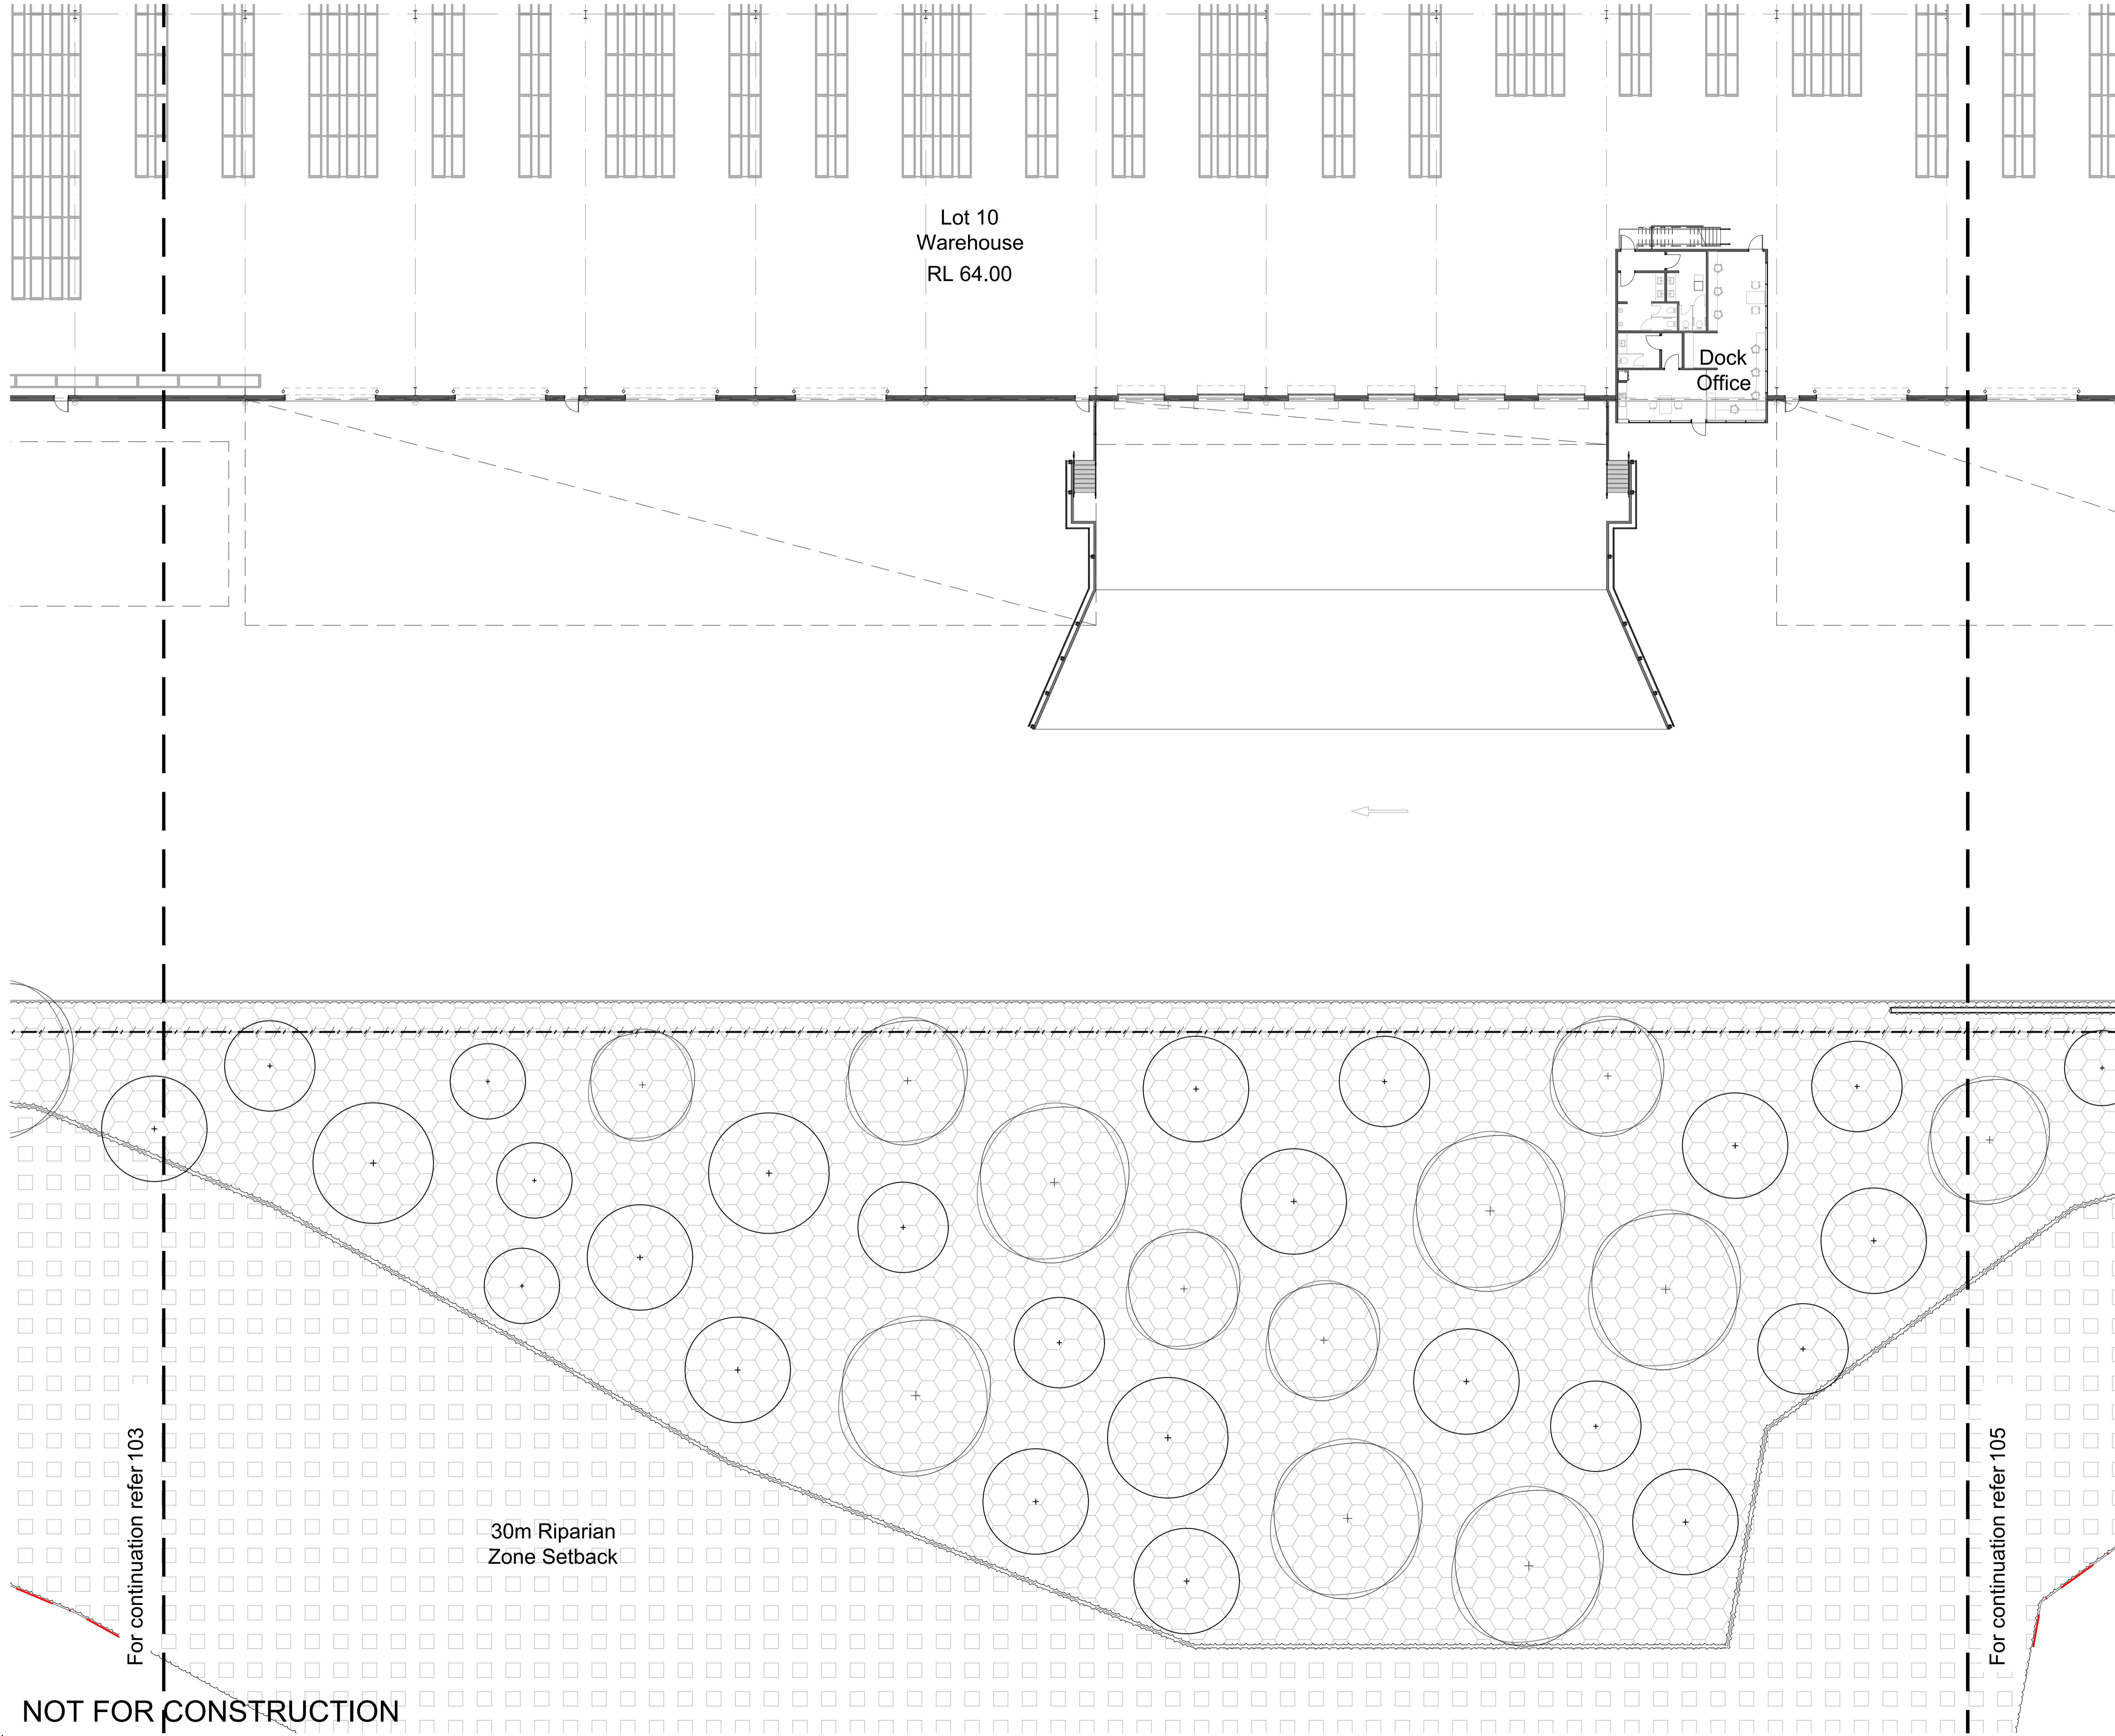 Lot 10
Warehouse
RL 64.00
Dock
Office
For continuation refer 103
For continuation refer 105
30m Riparian
Zone Setback
NOT FOR CONSTRUCTION